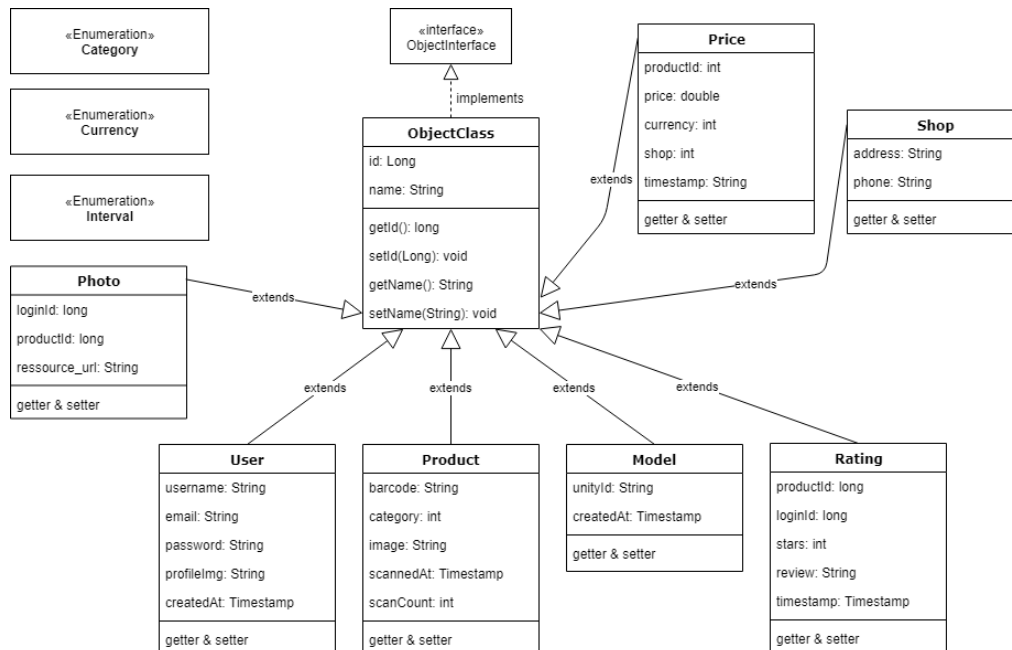 «Enumeration»
Category
«Enumeration»
Currency
«Enumeration»
Interval
«interface»
ObjectInterface
implements
ObjectClass
id: Long
name: String
getId(): long
setId(Long): void
getName(): String
setName(String): void
Price
productId: int
price: double
currency: int
shop: int
timestamp: String
getter & setter
extends
Shop
address: String
phone: String
getter & setter
extends
Photo
loginId: long
productId: long
ressource_url: String
getter & setter
extends
extends
extends
extends
extends
User
username: String
email: String
password: String
profileImg: String
createdAt: Timestamp
getter & setter
Product
barcode: String
category: int
image: String
scannedAt: Timestamp
scanCount: int
getter & setter
Model
unityId: String
createdAt: Timestamp
getter & setter
Rating
productId: long
loginId: long
stars: int
review: String
timestamp: Timestamp
getter & setter